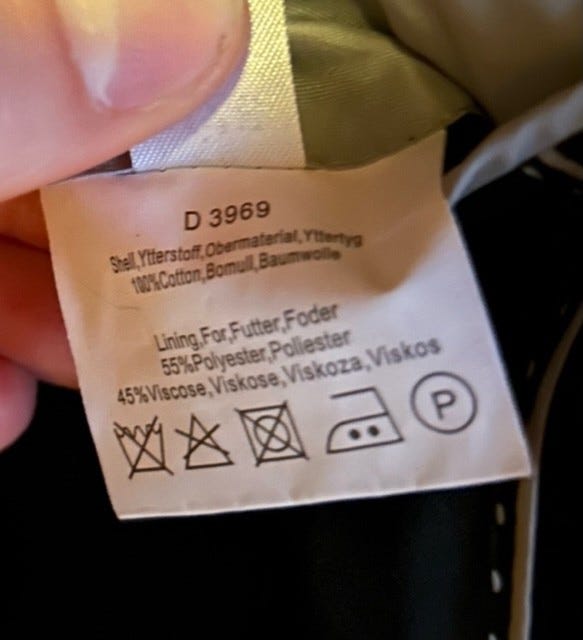 D 3969
Shell,Ytterstoff,Obermaterial,Yttertyg
100%Cotton,Bomull,Baumwolle
Lining,For,Futter,Foder
55%Polyester,Poliester
45%Viscose,Viskose,Viskoza,Viskos
P